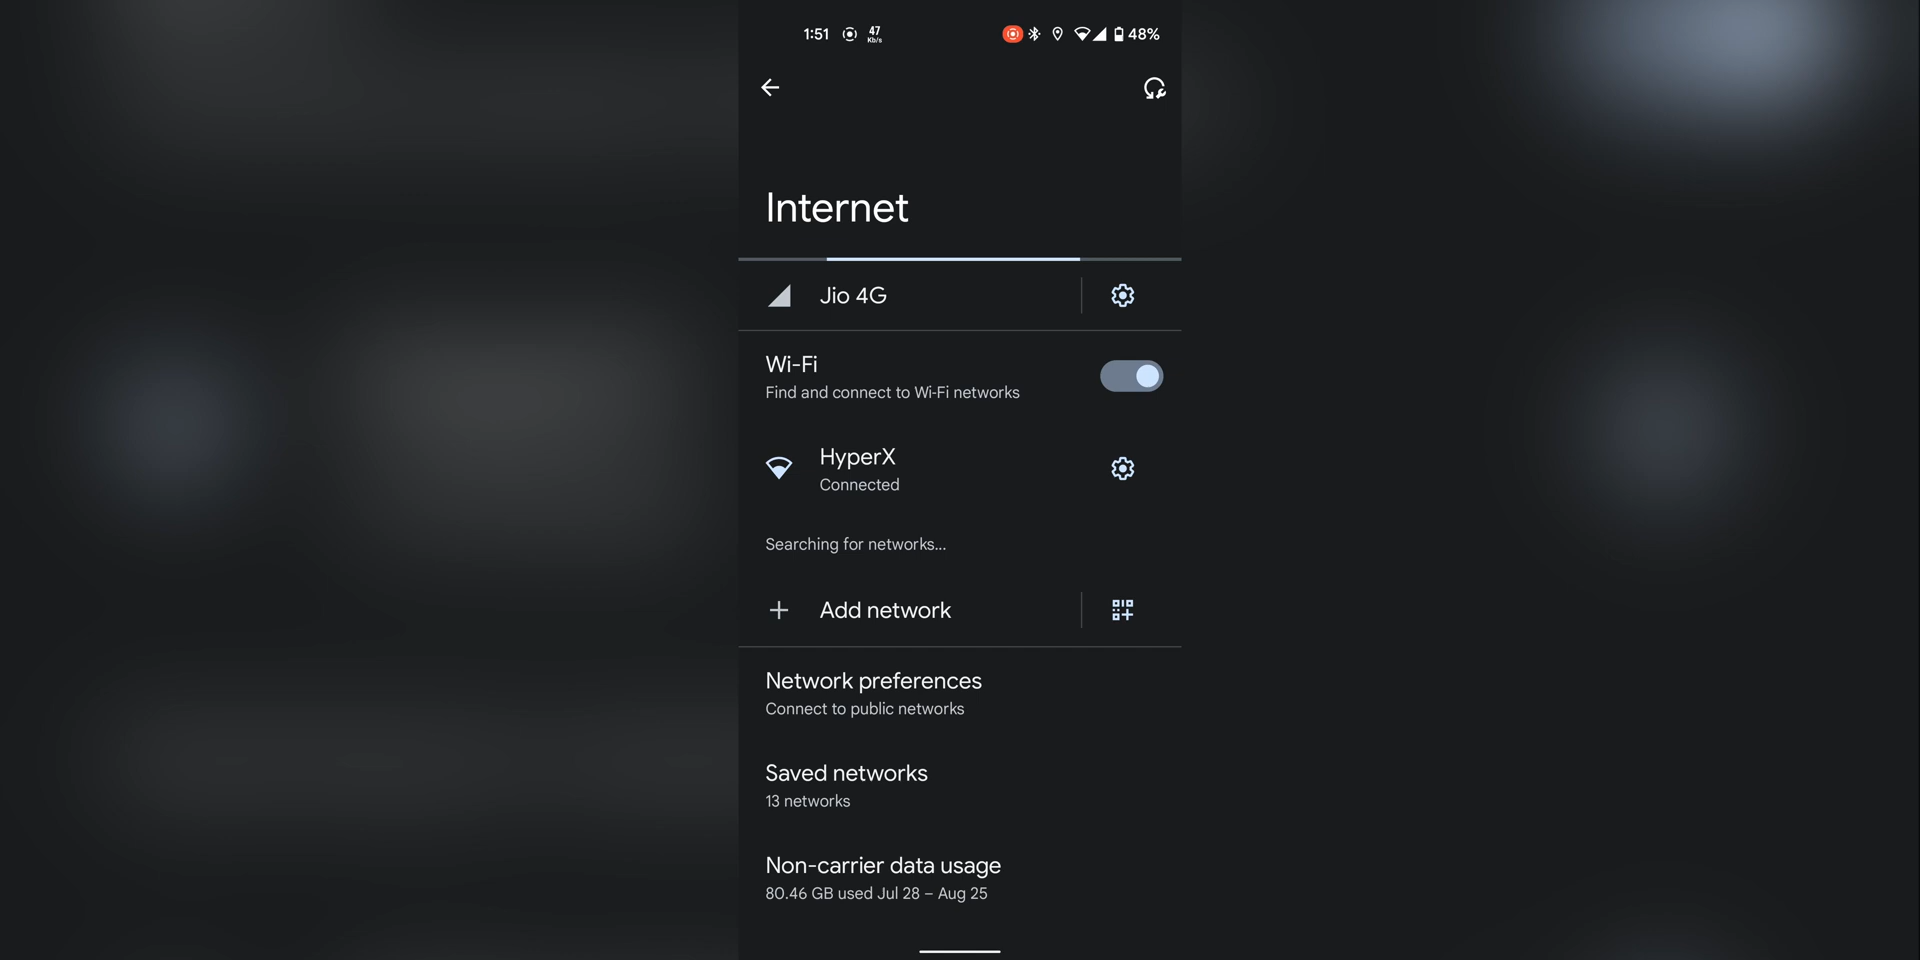 1:51 47 Kb/s 48%
Internet
Jio 4G
Wi-Fi
Find and connect to Wi-Fi networks
HyperX
Connected
Searching for networks...
Add network
Network preferences
Connect to public networks
Saved networks
13 networks
Non-carrier data usage
80.46 GB used Jul 28 – Aug 25